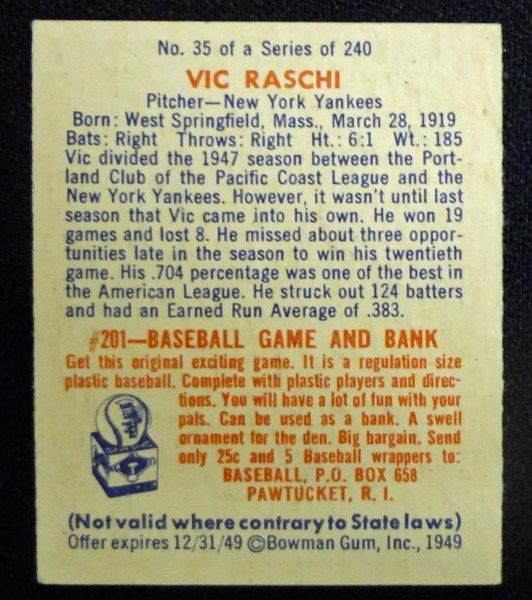 No. 35 of a Series of 240
VIC RASCHI
Pitcher—New York Yankees
Born: West Springfield, Mass., March 28, 1919
Bats: Right Throws: Right Ht.: 6:1 Wt.: 185
Vic divided the 1947 season between the Port-
land Club of the Pacific Coast League and the
New York Yankees. However, it wasn't until last
season that Vic came into his own. He won 19
games and lost 8. He missed about three oppor-
tunities late in the season to win his twentieth
game. His .704 percentage was one of the best in
the American League. He struck out 124 batters
and had an Earned Run Average of .383.
#201—BASEBALL GAME AND BANK
Get this original exciting game. It is a regulation-size
plastic baseball. Complete with plastic players and direc-
tions. You will have a lot of fun with your
pals. Can be used as a bank. A swell
ornament for the den. Big bargain. Send
only 25c and 5 Baseball wrappers to:
BASEBALL, P.O. BOX 658
PAWTUCKET, R. I.
(Not valid where contrary to State laws)
Offer expires 12/31/49 ©Bowman Gum, Inc., 1949